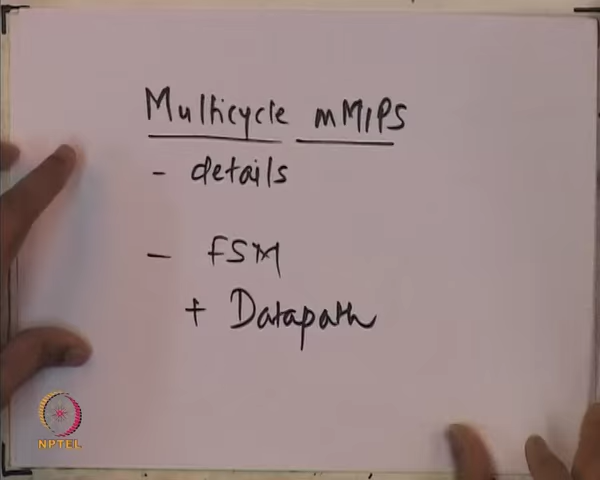 Multicycle mMIPS
- details
- FSM
+ Datapath
NPTEL